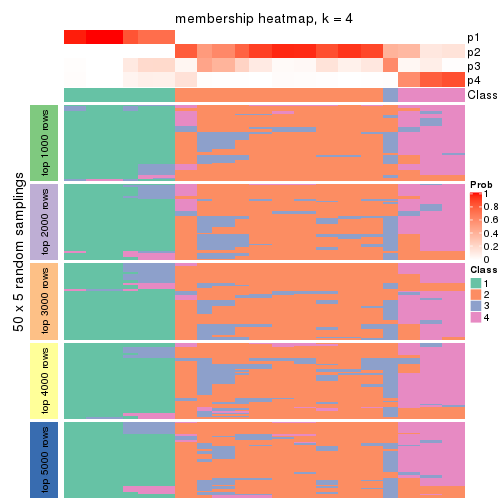 membership heatmap, k = 4
p1
p2
p3
p4
Class
50 x 5 random samplings
top 1000 rows
top 2000 rows
top 3000 rows
top 4000 rows
top 5000 rows
Prob
1
0.8
0.6
0.4
0.2
0
Class
1
2
3
4